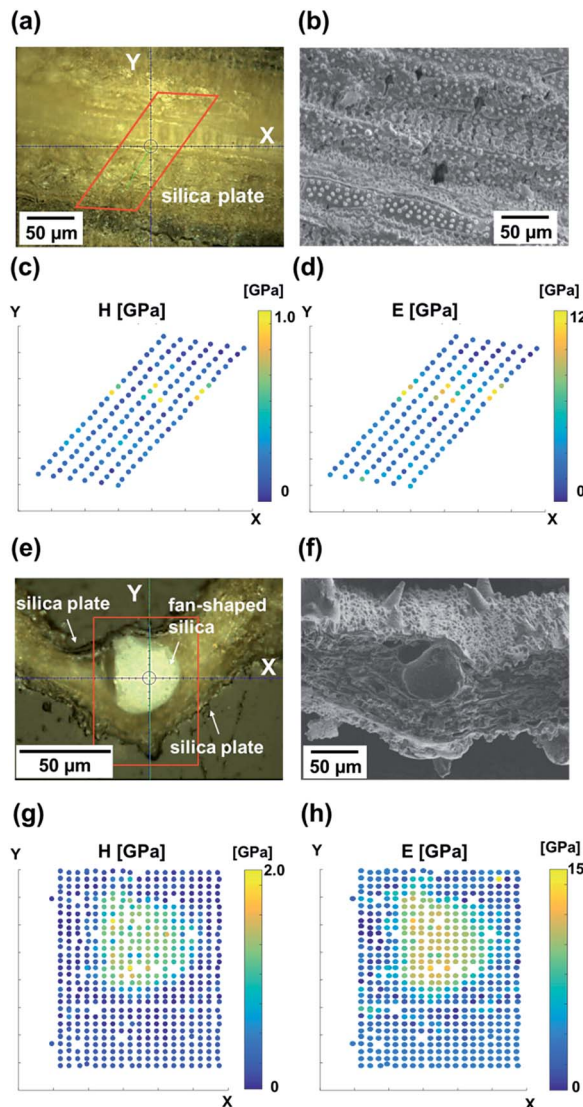 (a)
Y
X
silica plate
50 µm
(b)
50 µm
(c)
H [GPa]
[GPa]
Y
1.0
0
X
(d)
E [GPa]
[GPa]
Y
12
0
X
(e)
Y
silica plate
fan-shaped
silica
X
silica plate
50 µm
(f)
50 µm
(g)
H [GPa]
[GPa]
Y
2.0
0
X
(h)
E [GPa]
[GPa]
Y
15
0
X